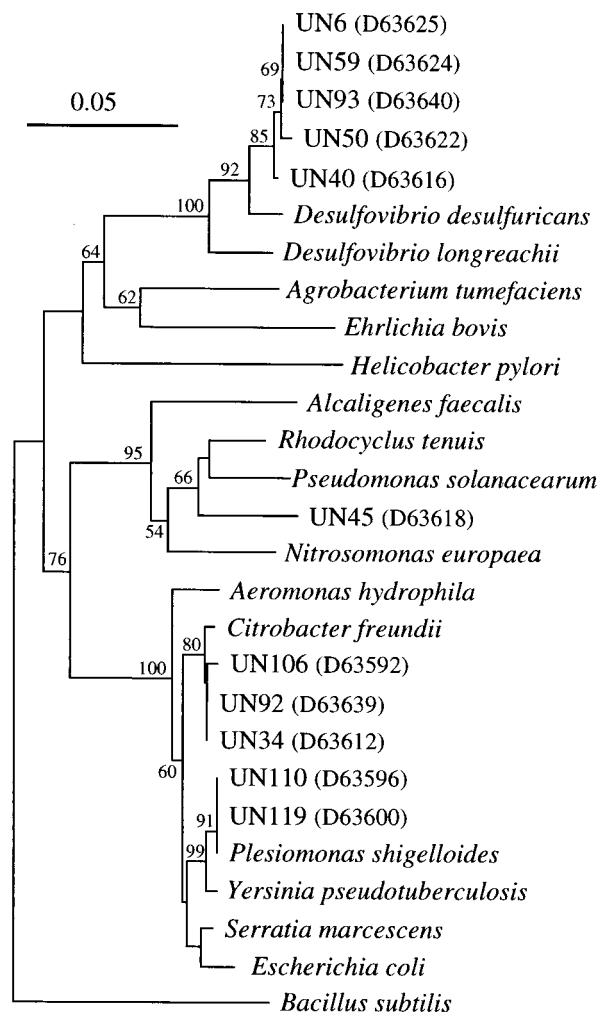 UN6 (D63625)
UN59 (D63624)
69
0.05
UN93 (D63640)
73
UN50 (D63622)
85
92
UN40 (D63616)
100
Desulfovibrio desulfuricans
64
Desulfovibrio longreachii
62
Agrobacterium tumefaciens
Ehrlichia bovis
Helicobacter pylori
Alcaligenes faecalis
95
Rhodocyclus tenuis
66
Pseudomonas solanacearum
UN45 (D63618)
54
76
Nitrosomonas europaea
Aeromonas hydrophila
Citrobacter freundii
80
100
UN106 (D63592)
UN92 (D63639)
UN34 (D63612)
60
UN110 (D63596)
91
UN119 (D63600)
99
Plesiomonas shigelloides
Yersinia pseudotuberculosis
Serratia marcescens
Escherichia coli
Bacillus subtilis